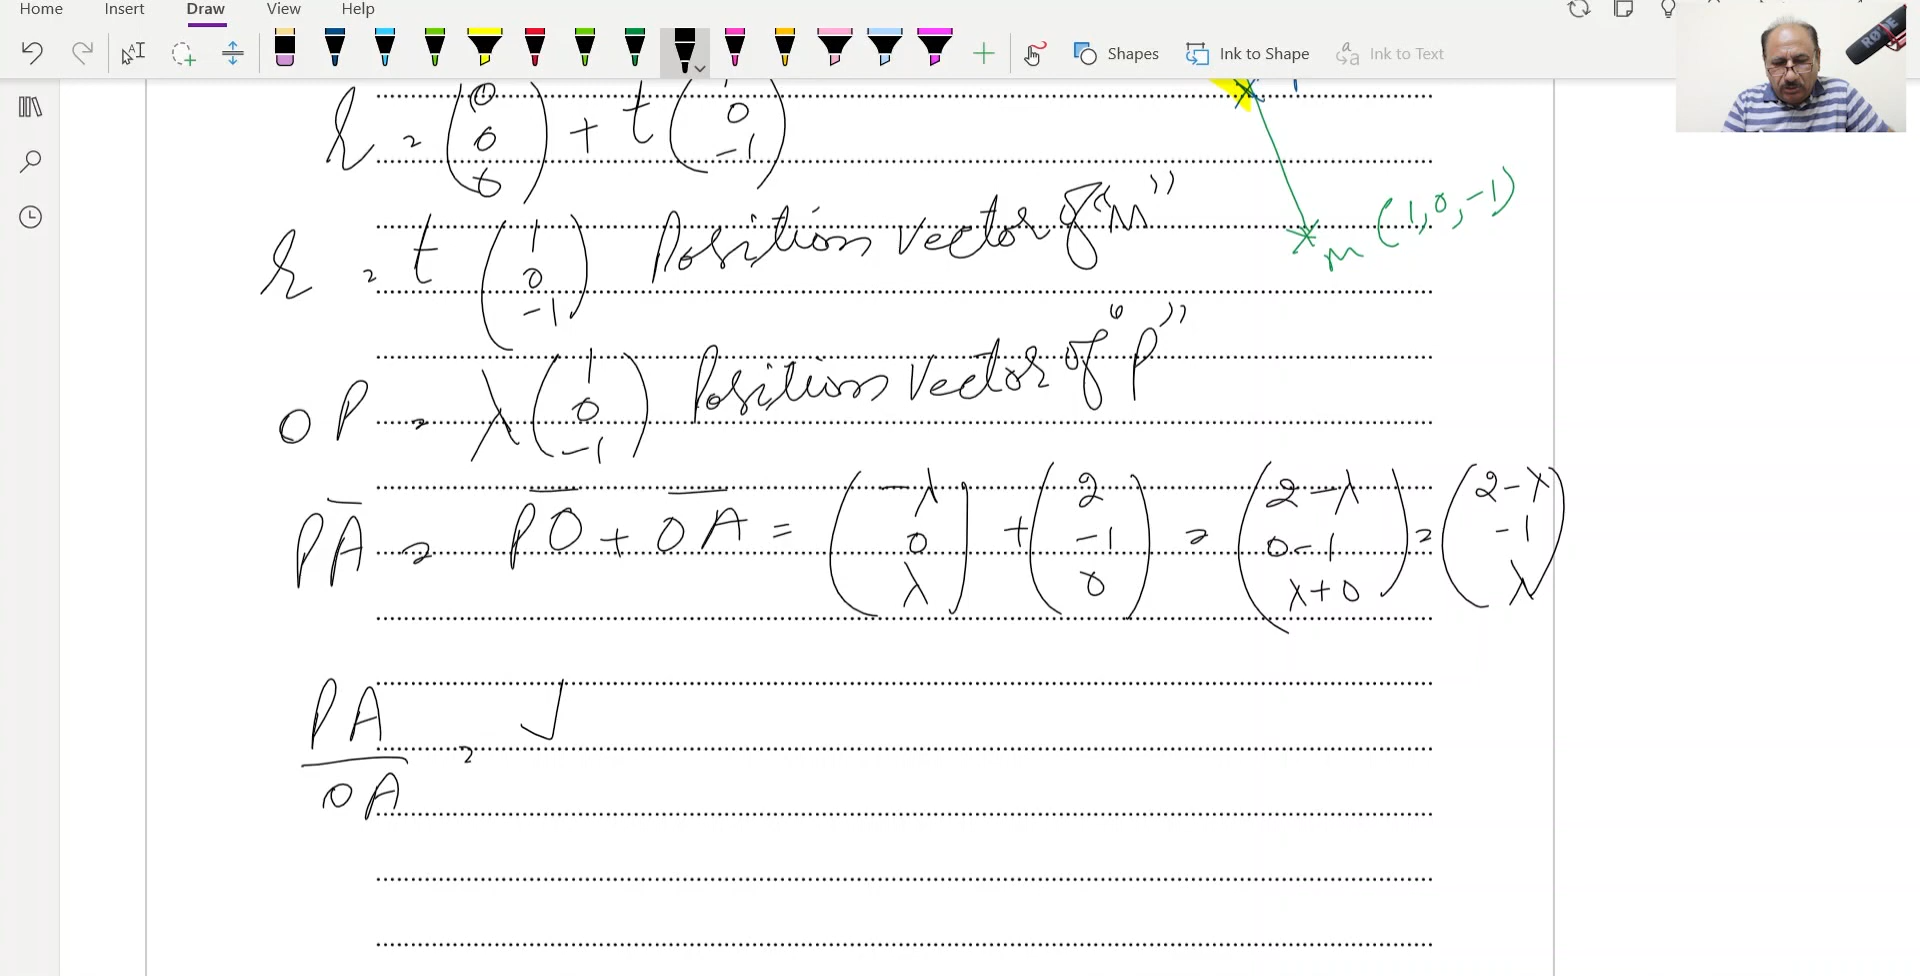 Home Insert Draw View Help
Shapes Ink to Shape Ink to Text
r = (0 0 0) + t (1 0 -1)
M (1, 0, -1)
r = t (1 0 -1) Position vector of "M"
OP = λ (1 0 -1) Position Vector of "P"
PA = PO + OA = (-λ 0 λ) + (2 -1 0) = (2-λ 0-1 λ+0) = (2-λ -1 λ)
PA/OA = √
RØDE